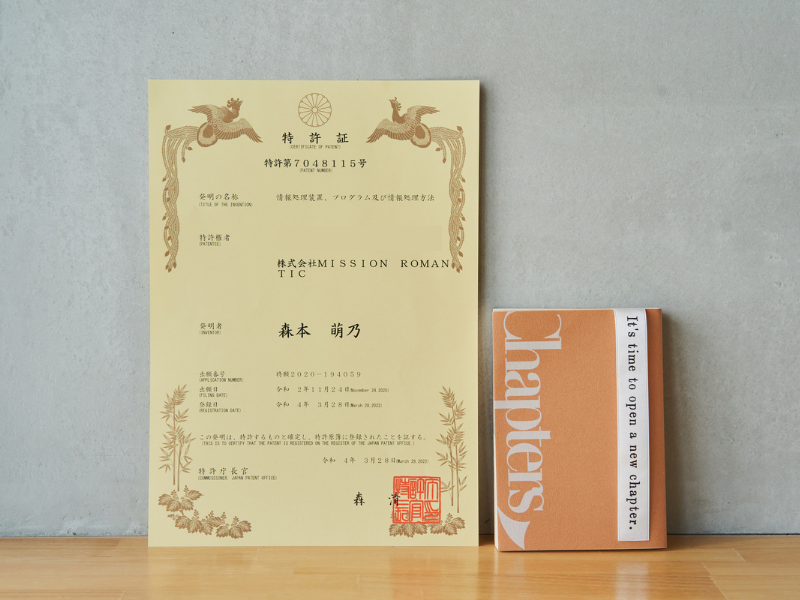 特許証
(CERTIFICATE OF PATENT)
特許第7048115号
(PATENT NUMBER)
発明の名称
(TITLE OF THE INVENTION)
情報処理装置、プログラム及び情報処理方法
特許権者
(PATENTEE)
株式会社MISSION ROMAN
TIC
発明者
(INVENTOR)
森本 萌乃
出願番号
(APPLICATION NUMBER)
特願2020-194059
出願日
(FILING DATE)
令和 2年11月24日(November 24,2020)
登録日
(REGISTRATION DATE)
令和 4年 3月28日(March 28,2022)
この発明は、特許するものと確定し、特許原簿に登録されたことを証する。
(THIS IS TO CERTIFY THAT THE PATENT IS REGISTERED ON THE REGISTER OF THE JAPAN PATENT OFFICE.)
令和 4年 3月28日(March 28,2022)
特許庁長官
(COMMISSIONER, JAPAN PATENT OFFICE)
森 清
Chapters
It's time to open a new chapter.